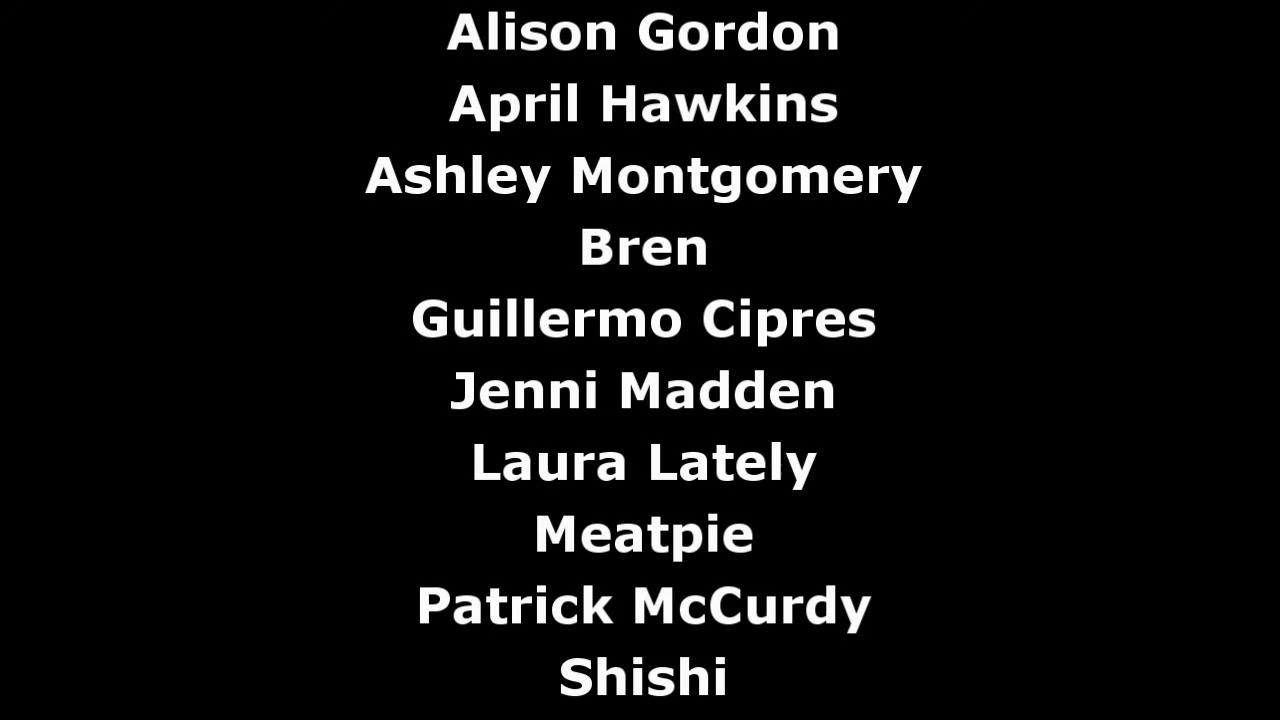 Alison Gordon
April Hawkins
Ashley Montgomery
Bren
Guillermo Cipres
Jenni Madden
Laura Lately
Meatpie
Patrick McCurdy
Shishi